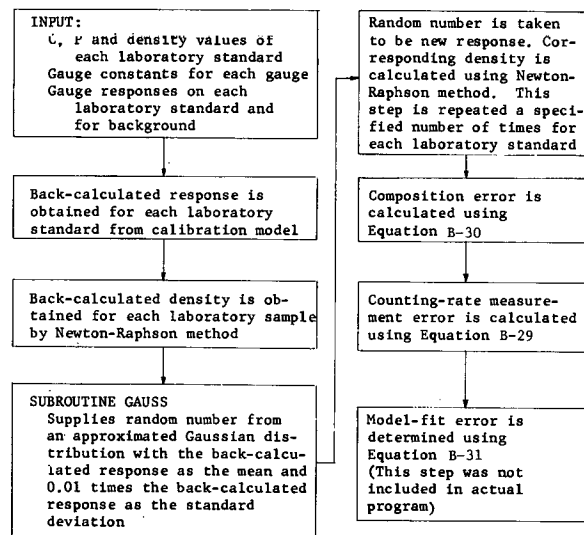 INPUT:
C, P and density values of
each laboratory standard
Gauge constants for each gauge
Gauge responses on each
laboratory standard and
for background
Back-calculated response is
obtained for each laboratory
standard from calibration model
Back-calculated density is ob-
tained for each laboratory sample
by Newton-Raphson method
SUBROUTINE GAUSS
Supplies random number from
an approximated Gaussian dis-
tribution with the back-calcu-
lated response as the mean and
0.01 times the back-calculated
response as the standard
deviation
Random number is taken
to be new response. Cor-
responding density is
calculated using Newton-
Raphson method. This
step is repeated a speci-
fied number of times for
each laboratory standard
Composition error is
calculated using
Equation B-30
Counting-rate measure-
ment error is calculated
using Equation B-29
Model-fit error is
determined using
Equation B-31
(This step was not
included in actual
program)